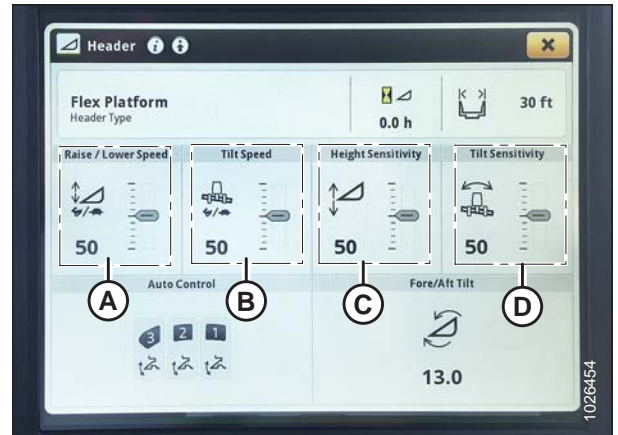 Header
Flex Platform
Header Type
0.0 h
30 ft
Raise / Lower Speed
Tilt Speed
Height Sensitivity
Tilt Sensitivity
50
50
50
50
A
B
C
D
Auto Control
Fore/Aft Tilt
3 2 1
13.0
1026454